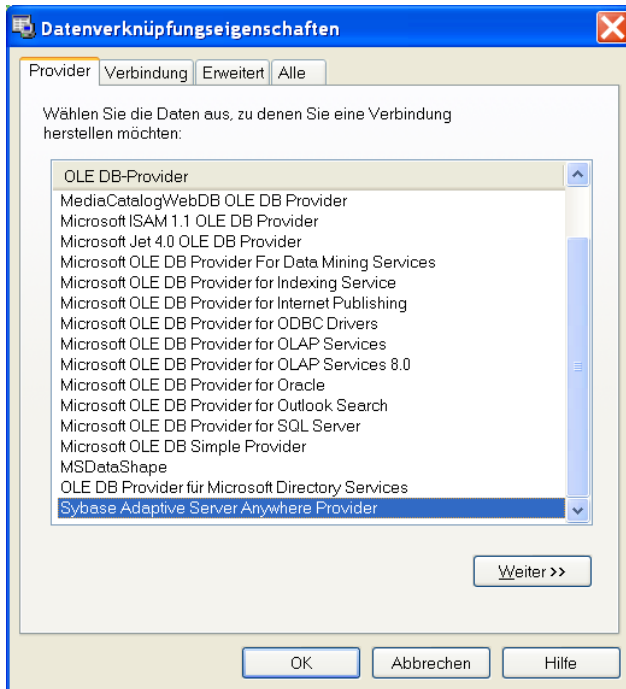 Datenverknüpfungseigenschaften
Provider Verbindung Erweitert Alle
Wählen Sie die Daten aus, zu denen Sie eine Verbindung
herstellen möchten:
OLE DB-Provider
MediaCatalogWebDB OLE DB Provider
Microsoft ISAM 1.1 OLE DB Provider
Microsoft Jet 4.0 OLE DB Provider
Microsoft OLE DB Provider For Data Mining Services
Microsoft OLE DB Provider for Indexing Service
Microsoft OLE DB Provider for Internet Publishing
Microsoft OLE DB Provider for ODBC Drivers
Microsoft OLE DB Provider for OLAP Services
Microsoft OLE DB Provider for OLAP Services 8.0
Microsoft OLE DB Provider for Oracle
Microsoft OLE DB Provider for Outlook Search
Microsoft OLE DB Provider for SQL Server
Microsoft OLE DB Simple Provider
MSDataShape
OLE DB Provider für Microsoft Directory Services
Sybase Adaptive Server Anywhere Provider
Weiter >>
OK Abbrechen Hilfe